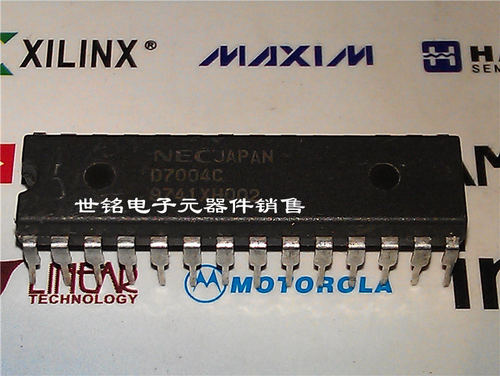 XILINX®
MAXIM
HA
SEM
NEC JAPAN
D7004C
9741XH002
世铭电子元器件销售
LINEAR
TECHNOLOGY
MOTOROLA